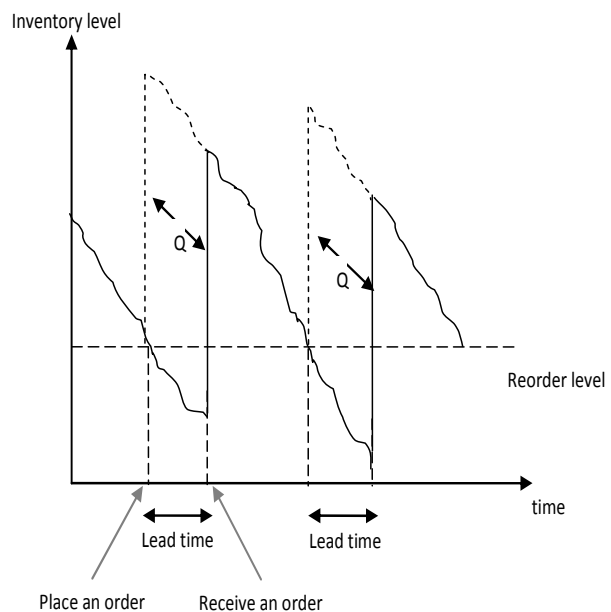 Inventory level
Q
Q
Reorder level
time
Lead time
Lead time
Place an order
Receive an order